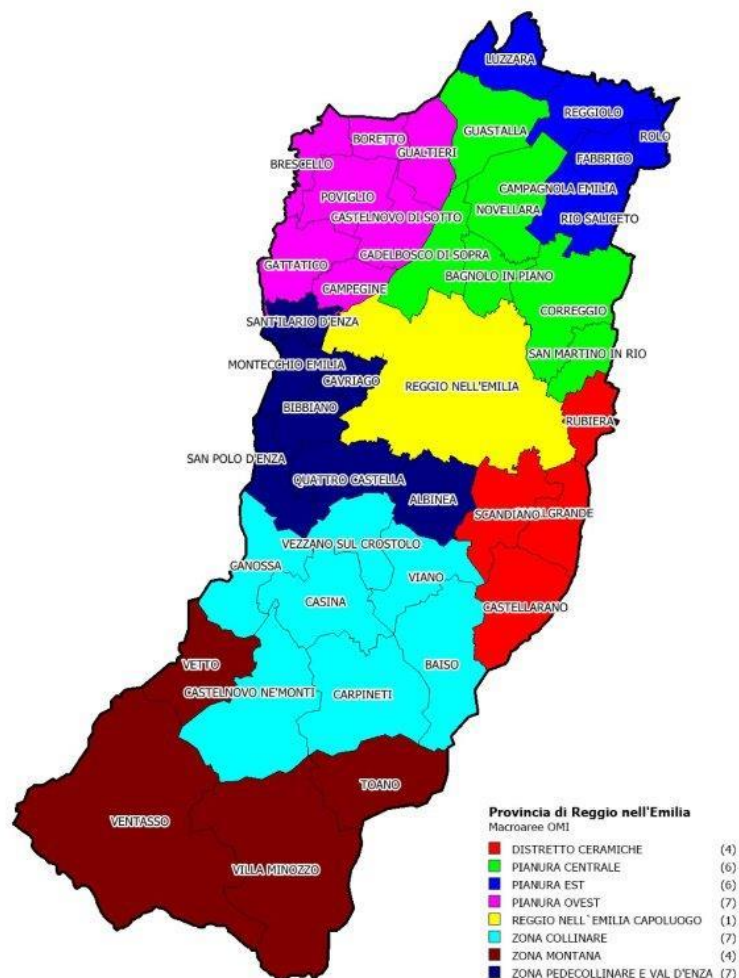 LUZZARA
REGGIOLO
ROLO
GUASTALLA
BORETTO
GUALTIERI
FABBRICO
BRESCELLO
CAMPAGNOLA EMILIA
POVIGLIO
NOVELLARA
CASTELNOVO DI SOTTO
RIO SALICETO
CADELBOSCO DI SOPRA
GATTATICO
BAGNOLO IN PIANO
CAMPEGINE
CORREGGIO
SANT'ILARIO D'ENZA
SAN MARTINO IN RIO
MONTECCHIO EMILIA
CAVRIAGO
REGGIO NELL'EMILIA
BIBBIANO
RUBIERA
SAN POLO D'ENZA
QUATTRO CASTELLA
ALBINEA
SCANDIANO
LGRANDE
VEZZANO SUL CROSTOLO
CANOSSA
VIANO
CASINA
CASTELLARANO
VETTO
BAISO
CASTELNOVO NE'MONTI
CARPINETI
TOANO
VENTASSO
VILLA MINOZZO
Provincia di Reggio nell'Emilia
Macroaree OMI
DISTRETTO CERAMICHE (4)
PIANURA CENTRALE (6)
PIANURA EST (6)
PIANURA OVEST (7)
REGGIO NELL`EMILIA CAPOLUOGO (1)
ZONA COLLINARE (7)
ZONA MONTANA (4)
ZONA PEDECOLLINARE E VAL D'ENZA (7)